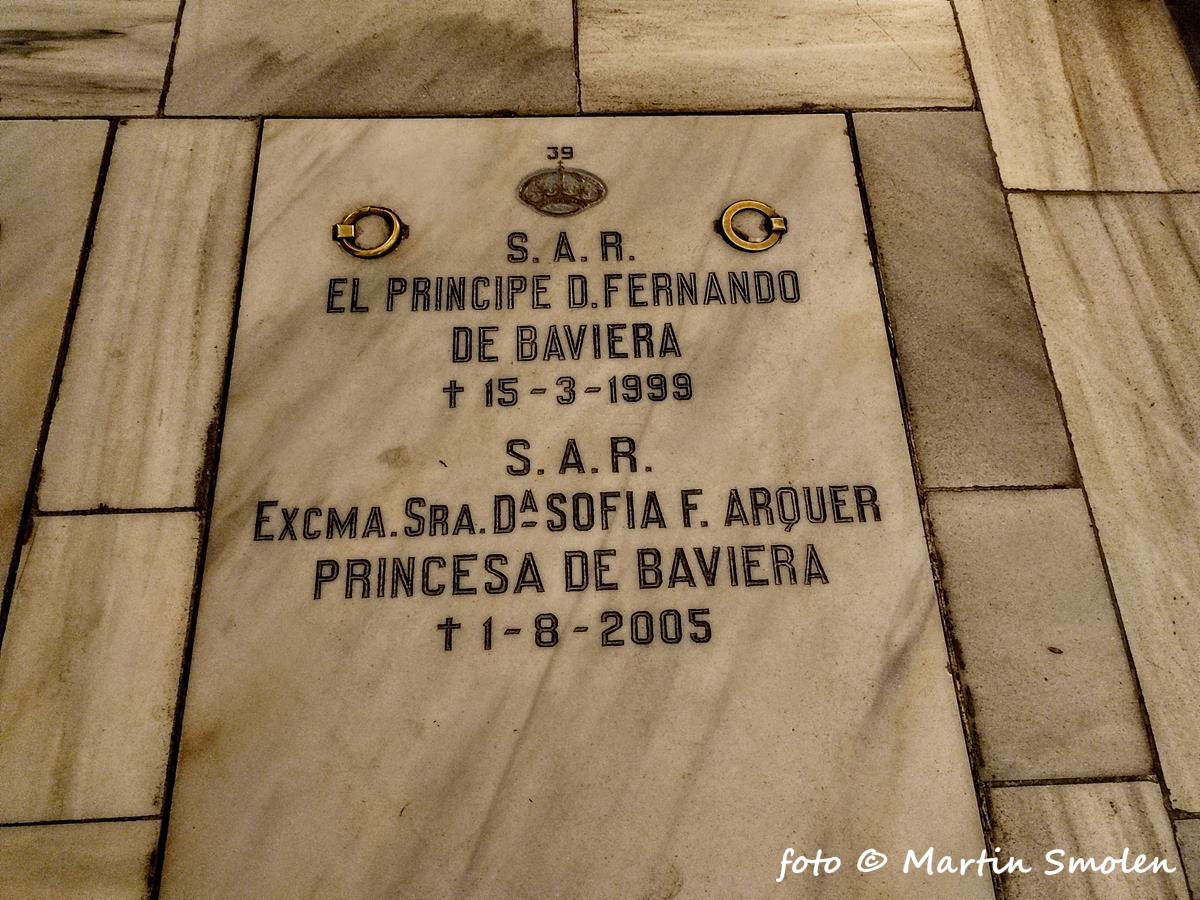 39
S. A. R.
EL PRINCIPE D. FERNANDO
DE BAVIERA
† 15-3-1999
S. A. R.
EXCMA. SRA. Dª SOFIA F. ARQUER
PRINCESA DE BAVIERA
† 1-8-2005
foto © Martin Smolen